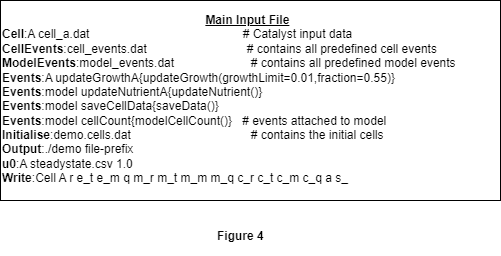 Main Input File
Cell:A cell_a.dat # Catalyst input data
CellEvents:cell_events.dat # contains all predefined cell events
ModelEvents:model_events.dat # contains all predefined model events
Events:A updateGrowthA{updateGrowth(growthLimit=0.01,fraction=0.55)}
Events:model updateNutrientA{updateNutrient()}
Events:model saveCellData{saveData()}
Events:model cellCount{modelCellCount()} # events attached to model
Initialise:demo.cells.dat # contains the initial cells
Output:./demo file-prefix
u0:A steadystate.csv 1.0
Write:Cell A r e_t e_m q m_r m_t m_m m_q c_r c_t c_m c_q a s_
Figure 4